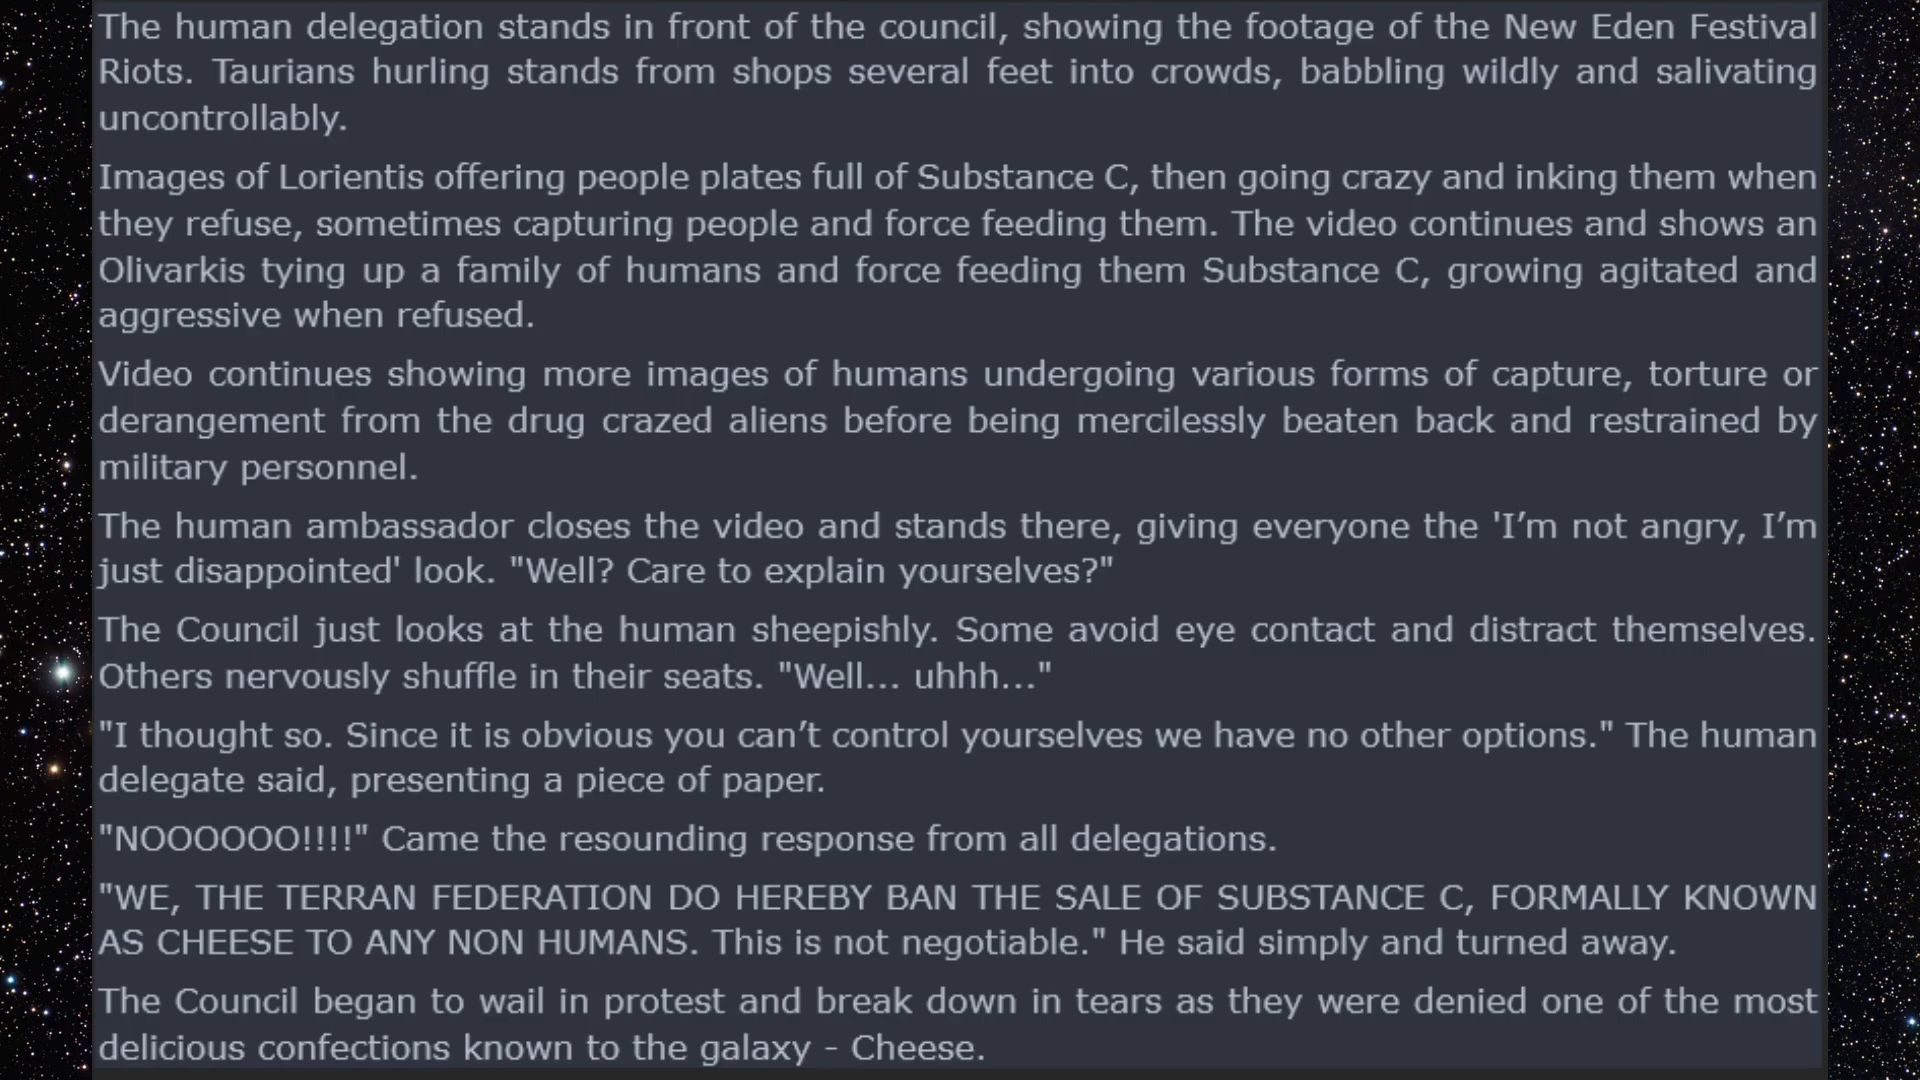 The human delegation stands in front of the council, showing the footage of the New Eden Festival
Riots. Taurians hurling stands from shops several feet into crowds, babbling wildly and salivating
uncontrollably.
Images of Lorientis offering people plates full of Substance C, then going crazy and inking them when
they refuse, sometimes capturing people and force feeding them. The video continues and shows an
Olivarkis tying up a family of humans and force feeding them Substance C, growing agitated and
aggressive when refused.
Video continues showing more images of humans undergoing various forms of capture, torture or
derangement from the drug crazed aliens before being mercilessly beaten back and restrained by
military personnel.
The human ambassador closes the video and stands there, giving everyone the 'I’m not angry, I’m
just disappointed' look. "Well? Care to explain yourselves?"
The Council just looks at the human sheepishly. Some avoid eye contact and distract themselves.
Others nervously shuffle in their seats. "Well... uhhh..."
"I thought so. Since it is obvious you can’t control yourselves we have no other options." The human
delegate said, presenting a piece of paper.
"NOOOOOO!!!!" Came the resounding response from all delegations.
"WE, THE TERRAN FEDERATION DO HEREBY BAN THE SALE OF SUBSTANCE C, FORMALLY KNOWN
AS CHEESE TO ANY NON HUMANS. This is not negotiable." He said simply and turned away.
The Council began to wail in protest and break down in tears as they were denied one of the most
delicious confections known to the galaxy - Cheese.